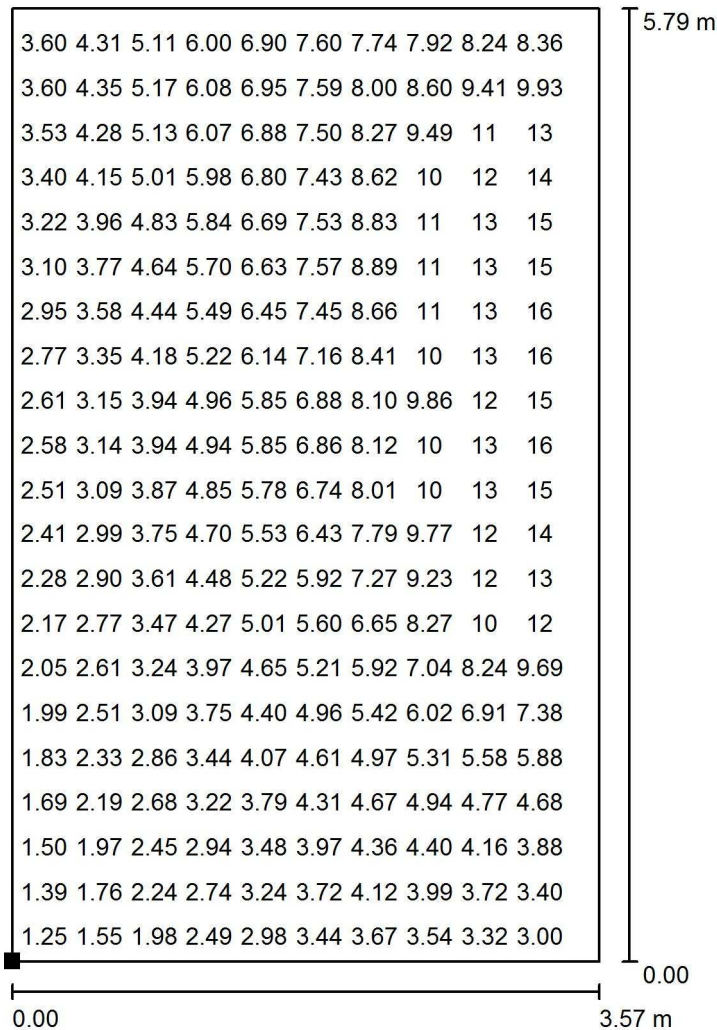 5.79 m
3.60 4.31 5.11 6.00 6.90 7.60 7.74 7.92 8.24 8.36
3.60 4.35 5.17 6.08 6.95 7.59 8.00 8.60 9.41 9.93
3.53 4.28 5.13 6.07 6.88 7.50 8.27 9.49 11 13
3.40 4.15 5.01 5.98 6.80 7.43 8.62 10 12 14
3.22 3.96 4.83 5.84 6.69 7.53 8.83 11 13 15
3.10 3.77 4.64 5.70 6.63 7.57 8.89 11 13 15
2.95 3.58 4.44 5.49 6.45 7.45 8.66 11 13 16
2.77 3.35 4.18 5.22 6.14 7.16 8.41 10 13 16
2.61 3.15 3.94 4.96 5.85 6.88 8.10 9.86 12 15
2.58 3.14 3.94 4.94 5.85 6.86 8.12 10 13 16
2.51 3.09 3.87 4.85 5.78 6.74 8.01 10 13 15
2.41 2.99 3.75 4.70 5.53 6.43 7.79 9.77 12 14
2.28 2.90 3.61 4.48 5.22 5.92 7.27 9.23 12 13
2.17 2.77 3.47 4.27 5.01 5.60 6.65 8.27 10 12
2.05 2.61 3.24 3.97 4.65 5.21 5.92 7.04 8.24 9.69
1.99 2.51 3.09 3.75 4.40 4.96 5.42 6.02 6.91 7.38
1.83 2.33 2.86 3.44 4.07 4.61 4.97 5.31 5.58 5.88
1.69 2.19 2.68 3.22 3.79 4.31 4.67 4.94 4.77 4.68
1.50 1.97 2.45 2.94 3.48 3.97 4.36 4.40 4.16 3.88
1.39 1.76 2.24 2.74 3.24 3.72 4.12 3.99 3.72 3.40
1.25 1.55 1.98 2.49 2.98 3.44 3.67 3.54 3.32 3.00
0.00
0.00 3.57 m